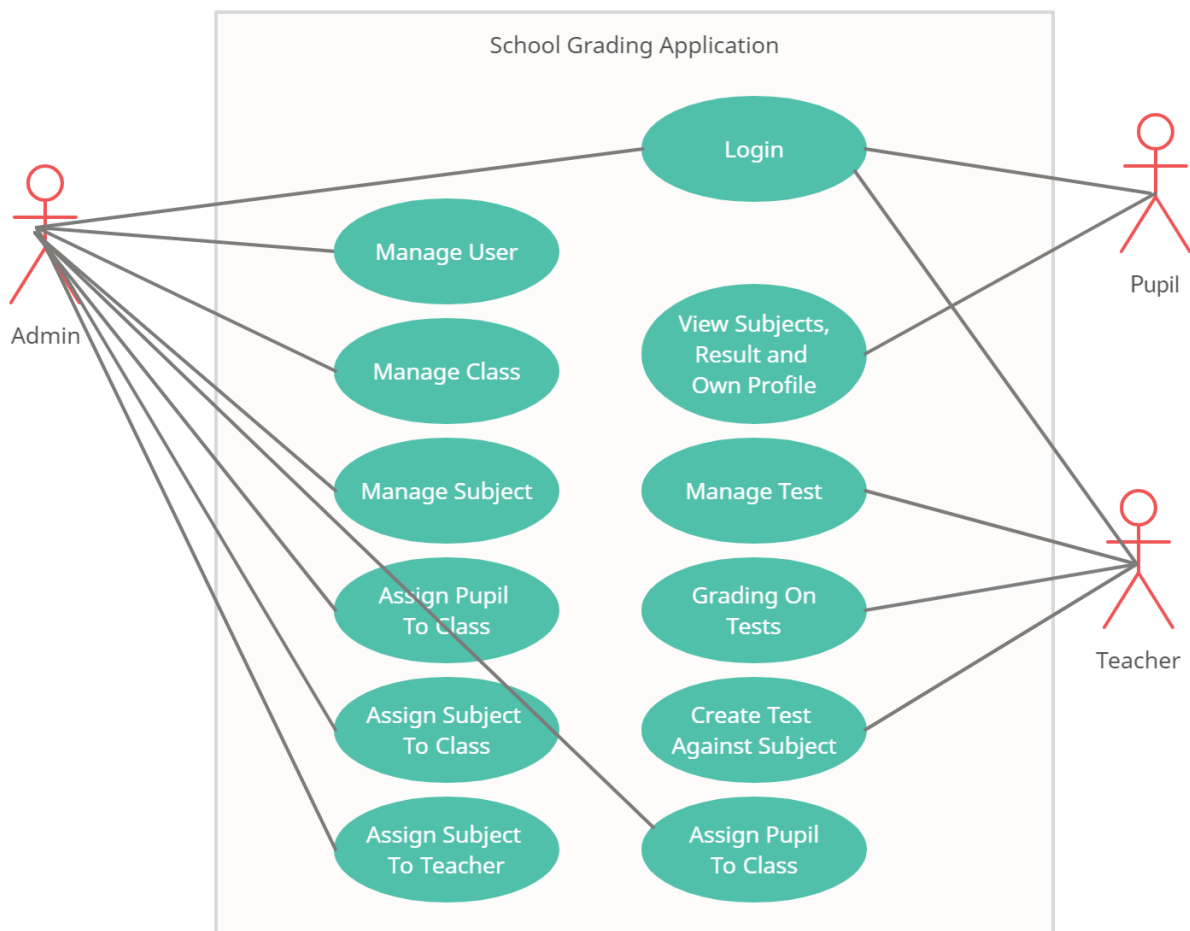 School Grading Application
Login
Manage User
Admin
Pupil
View Subjects,
Result and
Own Profile
Manage Class
Manage Subject
Manage Test
Assign Pupil
To Class
Grading On
Tests
Teacher
Assign Subject
To Class
Create Test
Against Subject
Assign Subject
To Teacher
Assign Pupil
To Class